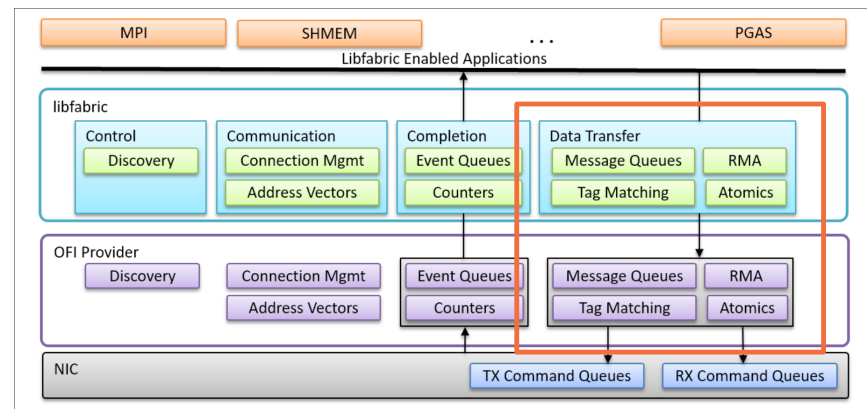 MPI SHMEM ... PGAS
Libfabric Enabled Applications
libfabric
Control Communication Completion Data Transfer
Discovery Connection Mgmt Event Queues Message Queues RMA
Address Vectors Counters Tag Matching Atomics
OFI Provider
Discovery Connection Mgmt Event Queues Message Queues RMA
Address Vectors Counters Tag Matching Atomics
NIC
TX Command Queues RX Command Queues